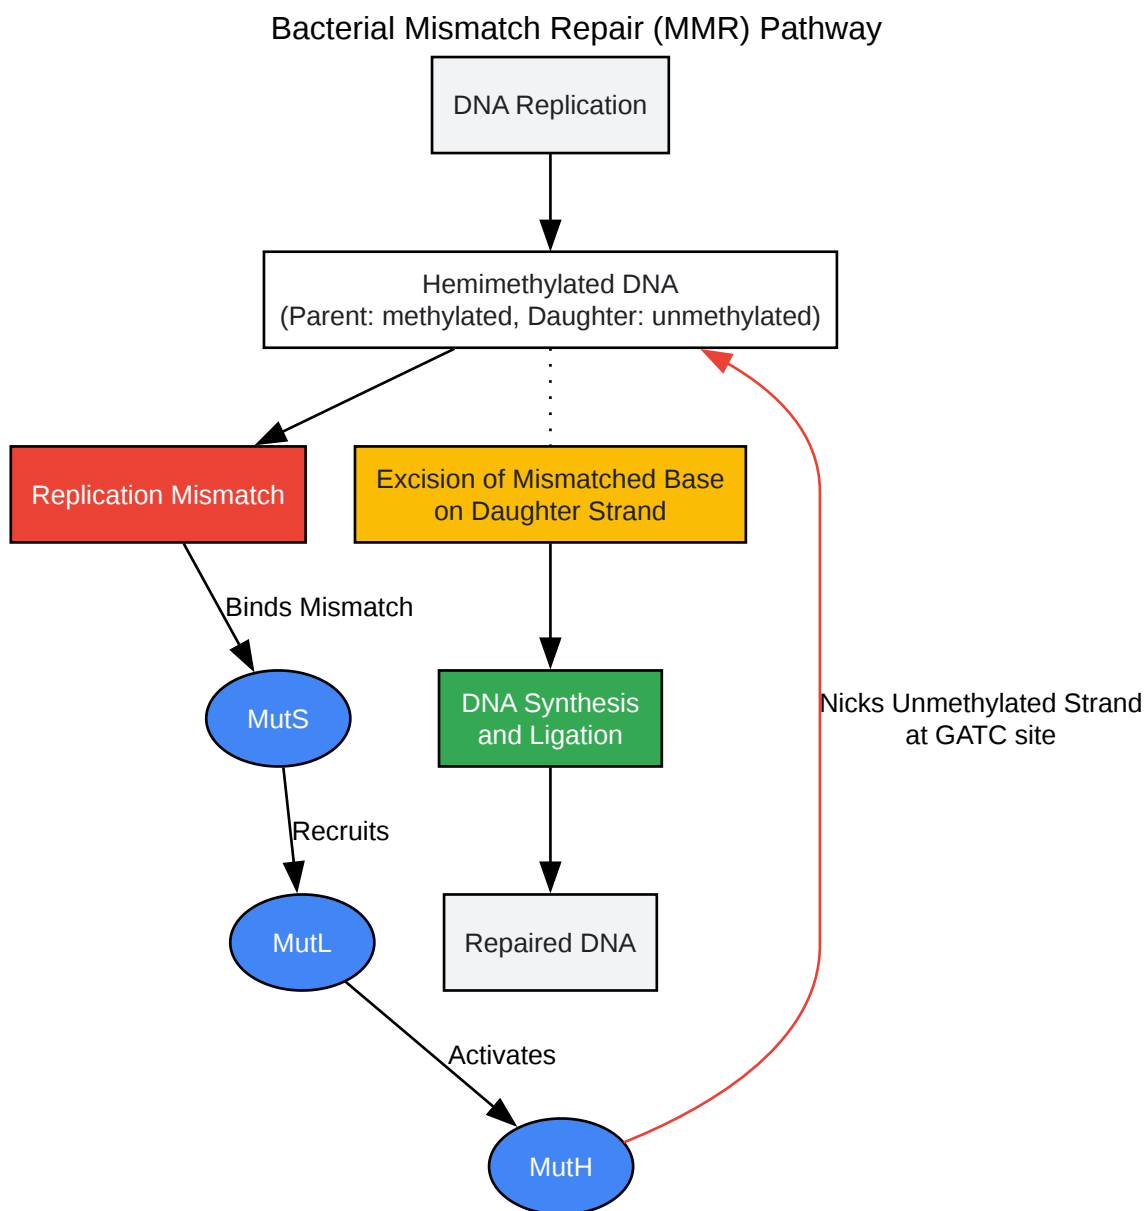 Bacterial Mismatch Repair (MMR) Pathway
DNA Replication
Hemimethylated DNA
(Parent: methylated, Daughter: unmethylated)
Replication Mismatch
Excision of Mismatched Base
on Daughter Strand
Binds Mismatch
MutS
DNA Synthesis
and Ligation
Nicks Unmethylated Strand
at GATC site
Recruits
MutL
Repaired DNA
Activates
MutH